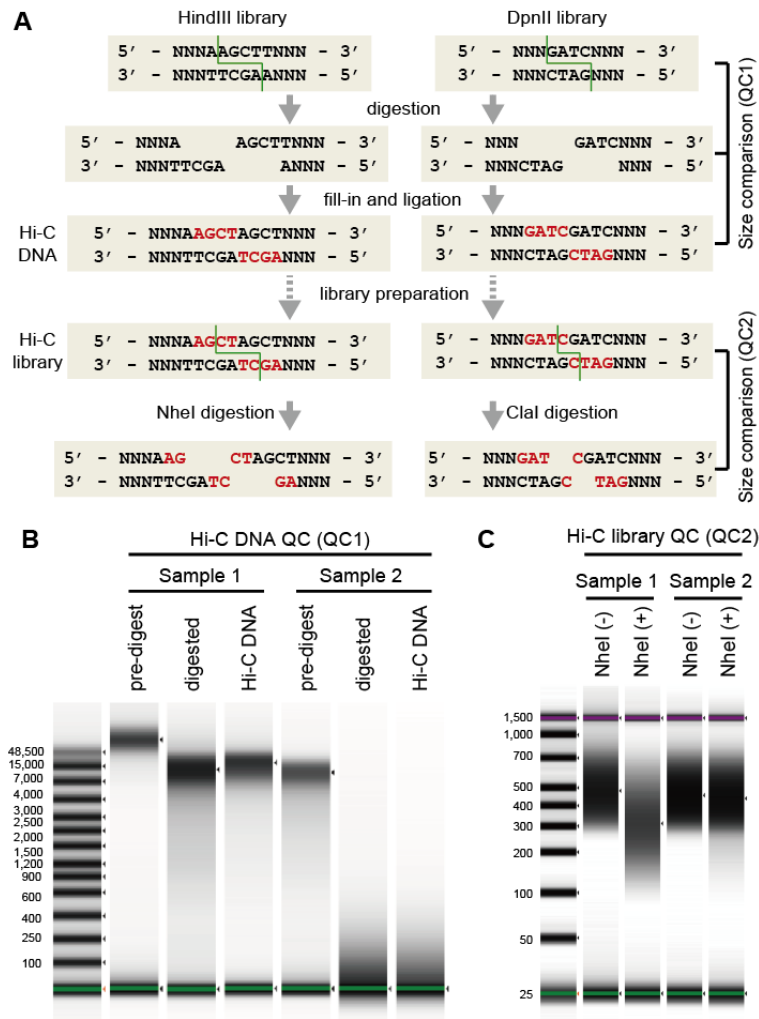 A
HindIII library
DpnII library
5′ - NNNAAGCTTNNN - 3′
3′ - NNNTTCGAANNN - 5′
5′ - NNNGATCNNN - 3′
3′ - NNNCTAGNNN - 5′
digestion
5′ - NNNA AGCTTNNN - 3′
3′ - NNNTTCGA ANNN - 5′
5′ - NNN GATCNNN - 3′
3′ - NNNCTAG NNN - 5′
Size comparison (QC1)
fill-in and ligation
Hi-C
DNA
5′ - NNNAAGCTAGCTNNN - 3′
3′ - NNNTTCGATCGANNN - 5′
5′ - NNNGATCGATCNNN - 3′
3′ - NNNCTAGCTAGNNN - 5′
library preparation
Hi-C
library
5′ - NNNAAGCTAGCTNNN - 3′
3′ - NNNTTCGATCGANNN - 5′
5′ - NNNGATCGATCNNN - 3′
3′ - NNNCTAGCTAGNNN - 5′
NheI digestion
ClaI digestion
Size comparison (QC2)
5′ - NNNAAG CTAGCTNNN - 3′
3′ - NNNTTCGATC GANNN - 5′
5′ - NNNGAT CGATCNNN - 3′
3′ - NNNCTAGC TAGNNN - 5′
B
Hi-C DNA QC (QC1)
Sample 1
Sample 2
pre-digest
digested
Hi-C DNA
pre-digest
digested
Hi-C DNA
48,500
15,000
7,000
4,000
3,000
2,500
2,000
1,500
1,200
900
600
400
250
100
C
Hi-C library QC (QC2)
Sample 1
Sample 2
NheI (-)
NheI (+)
NheI (-)
NheI (+)
1,500
1,000
700
500
400
300
200
100
50
25